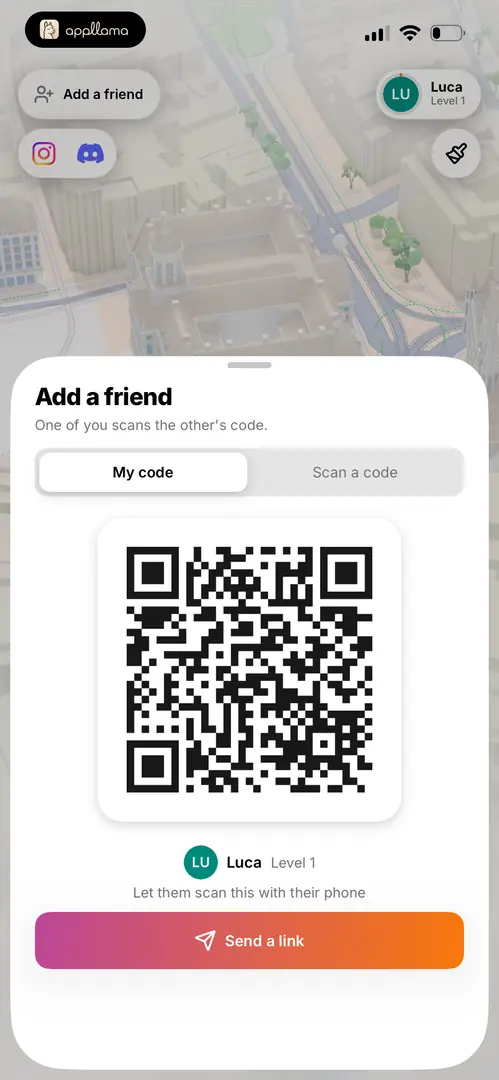 appllama
Add a friend
LU
Luca
Level 1
Add a friend
One of you scans the other's code.
My code
Scan a code
LU
Luca
Level 1
Let them scan this with their phone
Send a link